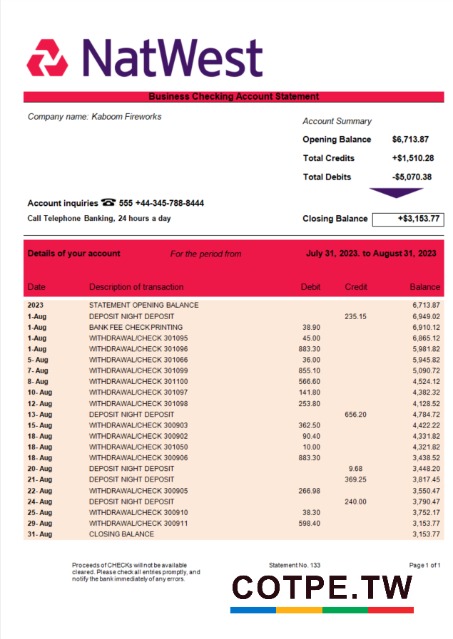 NatWest
Business Checking Account Statement
Company name: Kaboom Fireworks
Account Summary
Opening Balance $6,713.87
Total Credits +$1,510.28
Total Debits -$5,070.38
Account inquiries ☎ 555 +44-345-788-8444
Call Telephone Banking, 24 hours a day
Closing Balance +$3,153.77
Details of your account For the period from July 31, 2023. to August 31, 2023
Date Description of transaction Debit Credit Balance
2023 STATEMENT OPENING BALANCE 6,713.87
1-Aug DEPOSIT NIGHT DEPOSIT 235.15 6,949.02
1-Aug BANK FEE CHECK PRINTING 38.90 6,910.12
1-Aug WITHDRAWAL/CHECK 301095 45.00 6,865.12
1-Aug WITHDRAWAL/CHECK 301096 883.30 5,981.82
5- Aug WITHDRAWAL/CHECK 301066 36.00 5,945.82
7- Aug WITHDRAWAL/CHECK 301099 855.10 5,090.72
8- Aug WITHDRAWAL/CHECK 301100 566.60 4,524.12
10- Aug WITHDRAWAL/CHECK 301097 141.80 4,382.32
12- Aug WITHDRAWAL/CHECK 301098 253.80 4,128.52
13- Aug DEPOSIT NIGHT DEPOSIT 656.20 4,784.72
15- Aug WITHDRAWAL/CHECK 300903 362.50 4,422.22
18- Aug WITHDRAWAL/CHECK 300902 90.40 4,331.82
18- Aug WITHDRAWAL/CHECK 301050 10.00 4,321.82
18- Aug WITHDRAWAL/CHECK 300906 883.30 3,438.52
20- Aug DEPOSIT NIGHT DEPOSIT 9.68 3,448.20
21- Aug DEPOSIT NIGHT DEPOSIT 369.25 3,817.45
22- Aug WITHDRAWAL/CHECK 300905 266.98 3,550.47
24- Aug DEPOSIT NIGHT DEPOSIT 240.00 3,790.47
25- Aug WITHDRAWAL/CHECK 300910 38.30 3,752.17
29- Aug WITHDRAWAL/CHECK 300911 598.40 3,153.77
31- Aug CLOSING BALANCE 3,153.77
Proceeds of CHECKs will not be available
cleared. Please check all entries promptly, and
notify the bank immediately of any errors.
Statement No. 133
Page 1 of 1
COTPE.TW